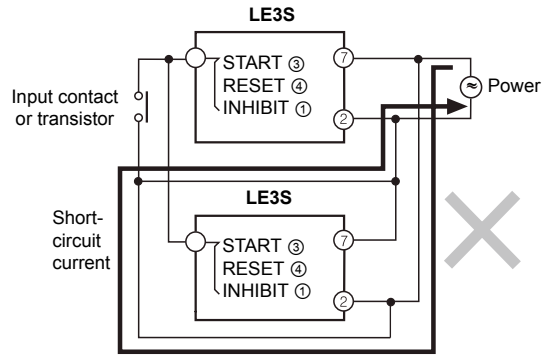 LE3S
START ③
RESET ④
INHIBIT ①
7
2
Power
Input contact
or transistor
Short-
circuit
current
LE3S
START ③
RESET ④
INHIBIT ①
7
2